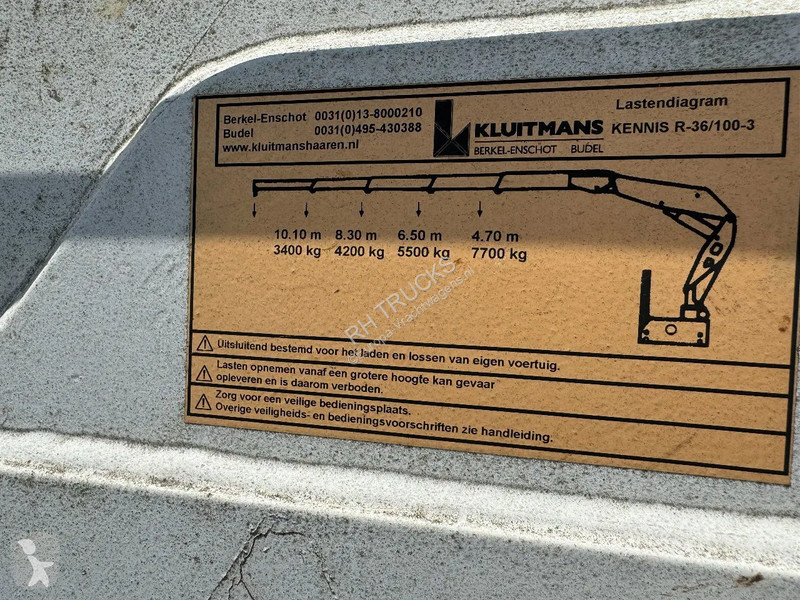 Berkel-Enschot 0031(0)13-8000210
Budel 0031(0)495-430388
www.kluitmanshaaren.nl
KLUITMANS
BERKEL-ENSCHOT BUDEL
Lastendiagram
KENNIS R-36/100-3
10.10 m 8.30 m 6.50 m 4.70 m
3400 kg 4200 kg 5500 kg 7700 kg
RH TRUCKS
Uitsluitend bestemd voor het laden en lossen van eigen voertuig.
Lasten opnemen vanaf een grotere hoogte kan gevaar
opleveren en is daarom verboden.
Zorg voor een veilige bedieningsplaats.
Overige veiligheids- en bedieningsvoorschriften zie handleiding.